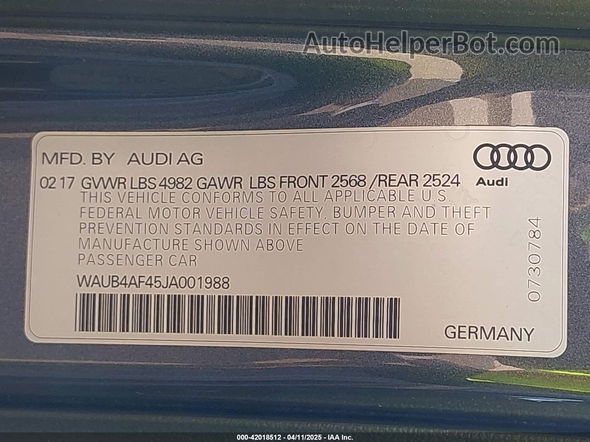 AutoHelperBot.com
MFD. BY AUDI AG
02 17 GVWR LBS 4982 GAWR LBS FRONT 2568 /REAR 2524
THIS VEHICLE CONFORMS TO ALL APPLICABLE U.S.
FEDERAL MOTOR VEHICLE SAFETY, BUMPER AND THEFT
PREVENTION STANDARDS IN EFFECT ON THE DATE OF
MANUFACTURE SHOWN ABOVE
PASSENGER CAR
WAUB4AF45JA001988
Audi
0730784
GERMANY
000-42018512 - 04/11/2025 - IAA Inc.